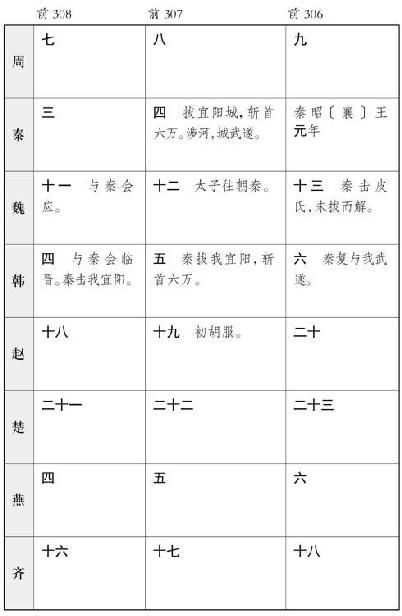 前 308 前 307 前 306
周 七 八 九
秦 三 四 拔宜阳城,斩首 秦昭〔襄〕王
六万。涉河,城武遂。 元年
魏 十一 与秦会 十二 太子往朝秦。 十三 秦击皮
应。 氏,未拔而解。
韩 四 与秦会临 五 秦拔我宜阳,斩 六 秦复与我武
晋。秦击我宜阳。 首六万。 遂。
赵 十八 十九 初胡服。 二十
楚 二十一 二十二 二十三
燕 四 五 六
齐 十六 十七 十八